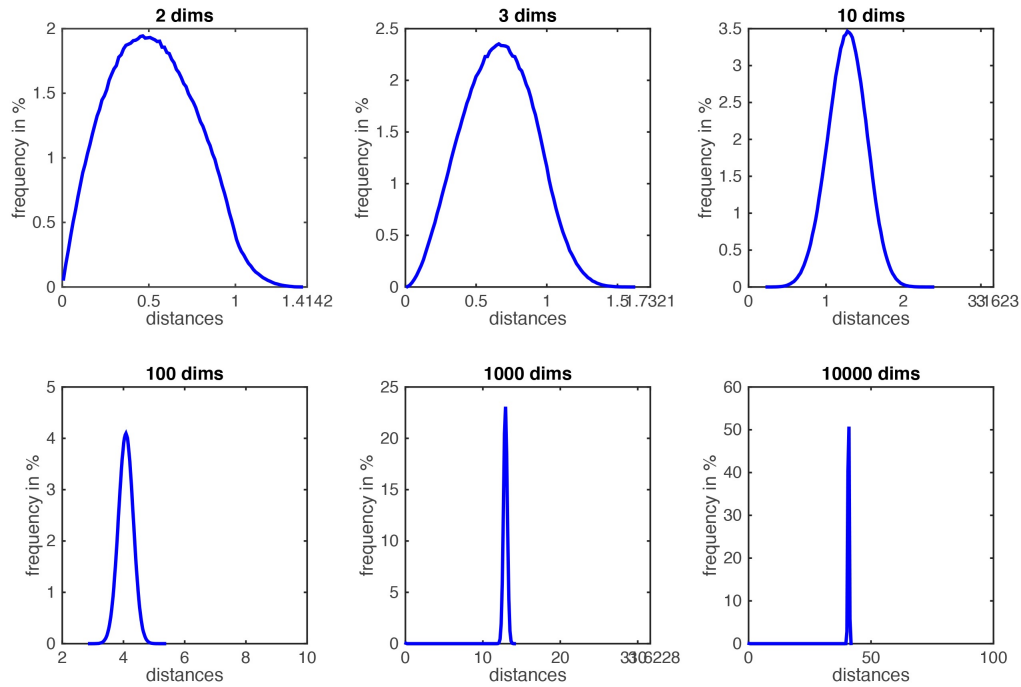 2 dims
frequency in %
2
1.5
1
0.5
0
0 0.5 1 1.4142
distances
3 dims
frequency in %
2.5
2
1.5
1
0.5
0
0 0.5 1 1.5 1.7321
distances
10 dims
frequency in %
3.5
3
2.5
2
1.5
1
0.5
0
0 1 2 3 3.1623
distances
100 dims
frequency in %
5
4
3
2
1
0
2 4 6 8 10
distances
1000 dims
frequency in %
25
20
15
10
5
0
0 10 20 30 31.6228
distances
10000 dims
frequency in %
60
50
40
30
20
10
0
0 50 100
distances